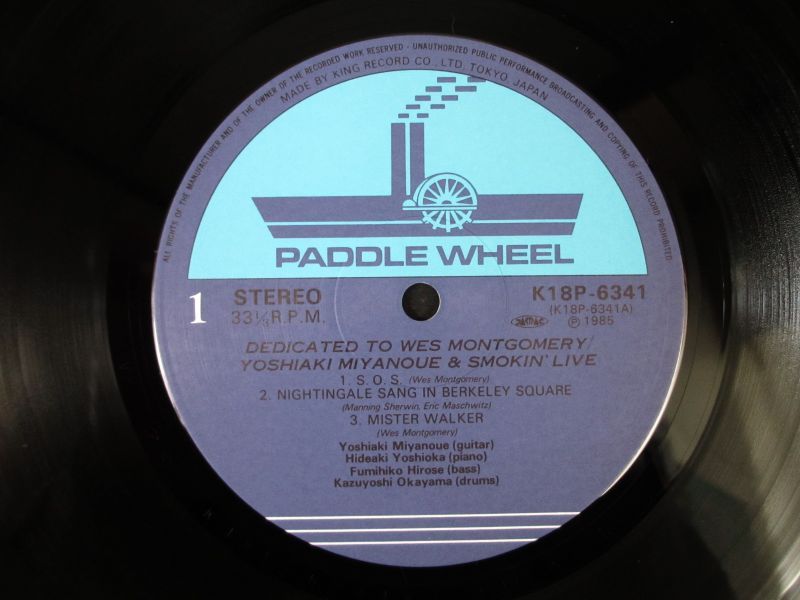 ALL RIGHTS OF THE MANUFACTURER AND OF THE OWNER OF THE RECORDED WORK RESERVED - UNAUTHORIZED PUBLIC PERFORMANCE BROADCASTING AND COPYING OF THIS RECORD PROHIBITED
MADE BY KING RECORD CO., LTD. TOKYO JAPAN
PADDLE WHEEL
1 STEREO K18P-6341
33⅓ R.P.M. (K18P-6341A)
℗ 1985
DEDICATED TO WES MONTGOMERY/
YOSHIAKI MIYANOUE & SMOKIN' LIVE
1. S.O.S. (Wes Montgomery)
2. NIGHTINGALE SANG IN BERKELEY SQUARE
(Manning Sherwin, Eric Maschwitz)
3. MISTER WALKER
(Wes Montgomery)
Yoshiaki Miyanoue (guitar)
Hideaki Yoshioka (piano)
Fumihiko Hirose (bass)
Kazuyoshi Okayama (drums)